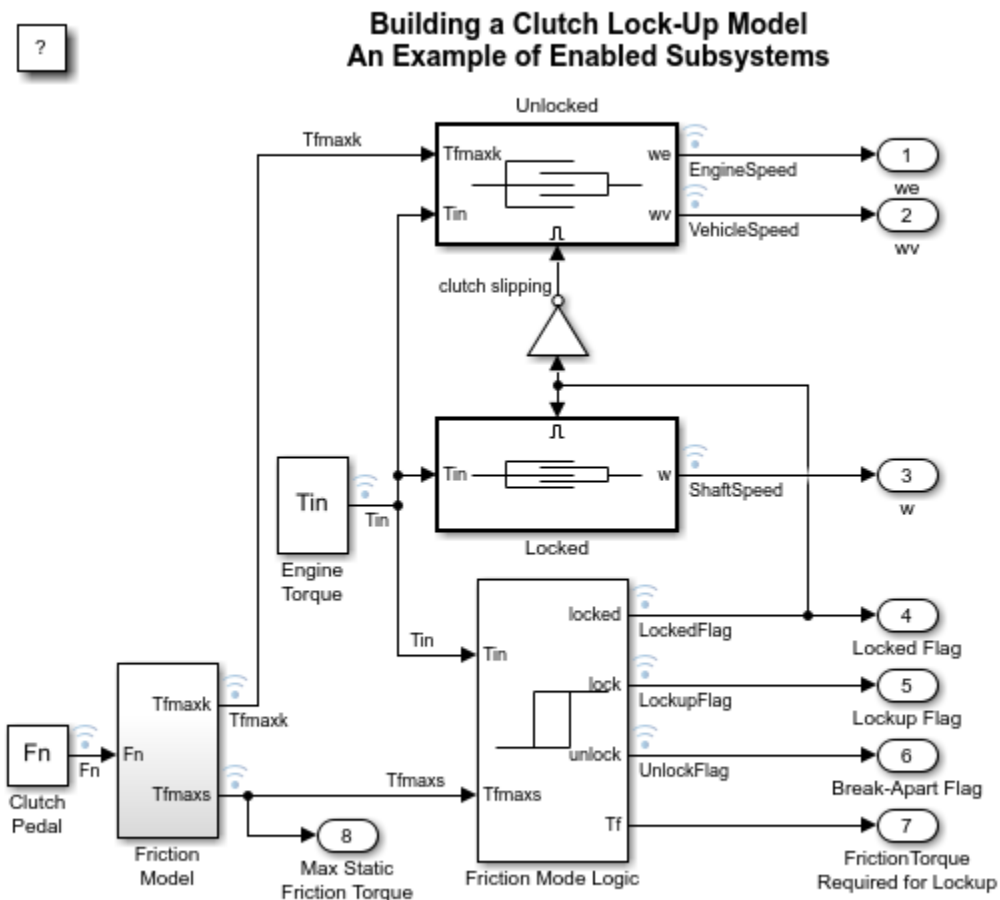 Building a Clutch Lock-Up Model
An Example of Enabled Subsystems
?
Unlocked
Tfmaxk
Tfmaxk
we
EngineSpeed
1
we
Tin
wv
VehicleSpeed
2
wv
clutch slipping
Tin
w
ShaftSpeed
3
w
Locked
Tin
Tin
Engine
Torque
locked
LockedFlag
4
Locked Flag
Tin
Tin
lock
LockupFlag
5
Lockup Flag
unlock
UnlockFlag
6
Break-Apart Flag
Tf
7
FrictionTorque
Required for Lockup
Tfmaxs
Tfmaxs
Friction Mode Logic
Fn
Fn
Clutch
Pedal
Fn
Tfmaxk
Tfmaxk
Tfmaxs
Friction
Model
8
Max Static
Friction Torque